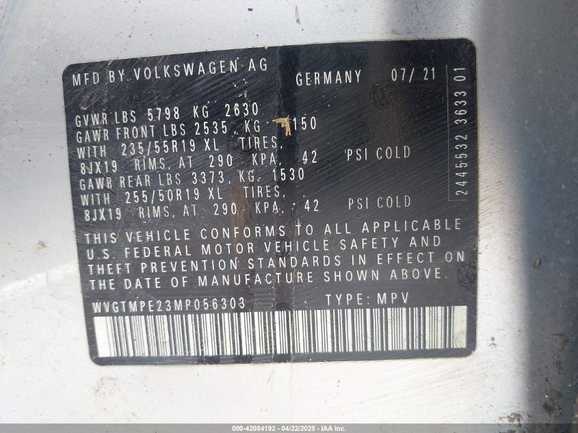 MFD BY VOLKSWAGEN AG GERMANY 07/21
GVWR LBS 5798 KG 2630
GAWR FRONT LBS 2535, KG 1150
WITH 235/55R19 XL TIRES,
8JX19 RIMS, AT 290 KPA, 42 PSI COLD
GAWR REAR LBS 3373, KG 1530
WITH 255/50R19 XL TIRES,
8JX19 RIMS, AT 290 KPA, 42 PSI COLD
THIS VEHICLE CONFORMS TO ALL APPLICABLE
U.S. FEDERAL MOTOR VEHICLE SAFETY AND
THEFT PREVENTION STANDARDS IN EFFECT ON
THE DATE OF MANUFACTURE SHOWN ABOVE.
WVGTMPE23MP056303 TYPE: MPV
2445532 3633 01
000-42084192 - 04/22/2025 - IAA Inc.